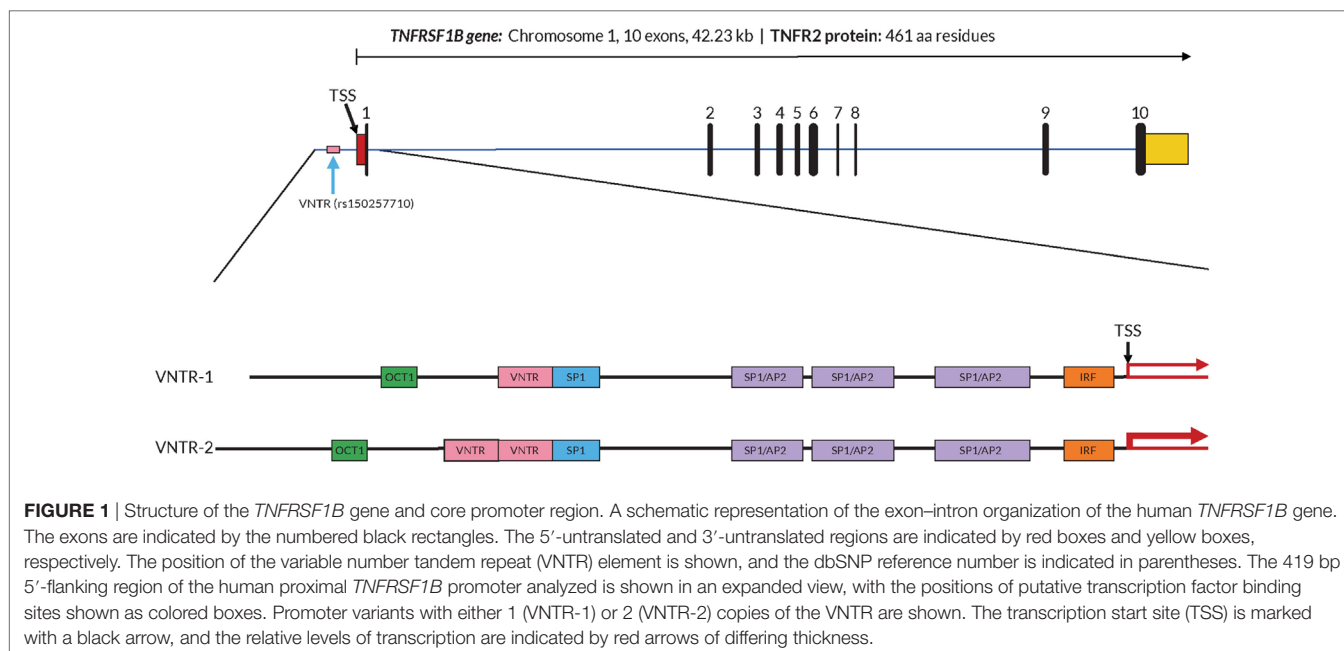 TNFRSF1B gene: Chromosome 1, 10 exons, 42.23 kb | TNFR2 protein: 461 aa residues
TSS
1 2 3 4 5 6 7 8 9 10
VNTR (rs150257710)
TSS
VNTR-1 OCT1 VNTR SP1 SP1/AP2 SP1/AP2 SP1/AP2 IRF
VNTR-2 OCT1 VNTR VNTR SP1 SP1/AP2 SP1/AP2 SP1/AP2 IRF
FIGURE 1 | Structure of the TNFRSF1B gene and core promoter region. A schematic representation of the exon–intron organization of the human TNFRSF1B gene.
The exons are indicated by the numbered black rectangles. The 5′-untranslated and 3′-untranslated regions are indicated by red boxes and yellow boxes,
respectively. The position of the variable number tandem repeat (VNTR) element is shown, and the dbSNP reference number is indicated in parentheses. The 419 bp
5′-flanking region of the human proximal TNFRSF1B promoter analyzed is shown in an expanded view, with the positions of putative transcription factor binding
sites shown as colored boxes. Promoter variants with either 1 (VNTR-1) or 2 (VNTR-2) copies of the VNTR are shown. The transcription start site (TSS) is marked
with a black arrow, and the relative levels of transcription are indicated by red arrows of differing thickness.